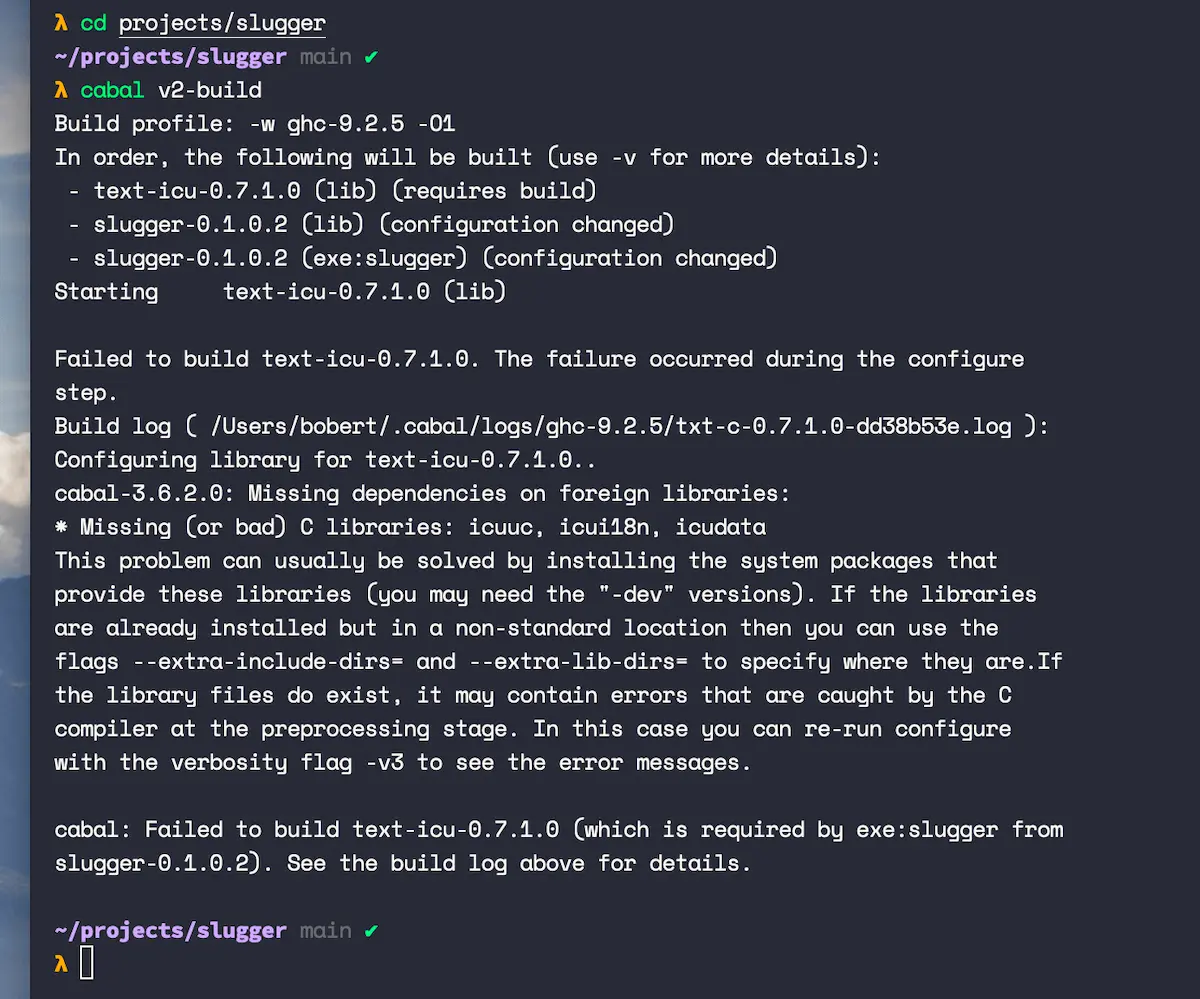 λ cd projects/slugger
~/projects/slugger main ✔
λ cabal v2-build
Build profile: -w ghc-9.2.5 -O1
In order, the following will be built (use -v for more details):
 - text-icu-0.7.1.0 (lib) (requires build)
 - slugger-0.1.0.2 (lib) (configuration changed)
 - slugger-0.1.0.2 (exe:slugger) (configuration changed)
Starting     text-icu-0.7.1.0 (lib)

Failed to build text-icu-0.7.1.0. The failure occurred during the configure
step.
Build log ( /Users/bobert/.cabal/logs/ghc-9.2.5/txt-c-0.7.1.0-dd38b53e.log ):
Configuring library for text-icu-0.7.1.0..
cabal-3.6.2.0: Missing dependencies on foreign libraries:
* Missing (or bad) C libraries: icuuc, icui18n, icudata
This problem can usually be solved by installing the system packages that
provide these libraries (you may need the "-dev" versions). If the libraries
are already installed but in a non-standard location then you can use the
flags --extra-include-dirs= and --extra-lib-dirs= to specify where they are.If
the library files do exist, it may contain errors that are caught by the C
compiler at the preprocessing stage. In this case you can re-run configure
with the verbosity flag -v3 to see the error messages.

cabal: Failed to build text-icu-0.7.1.0 (which is required by exe:slugger from
slugger-0.1.0.2). See the build log above for details.

~/projects/slugger main ✔
λ